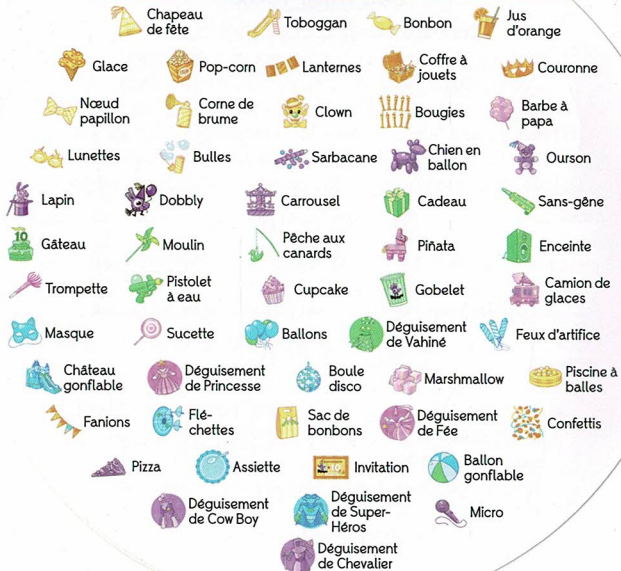 Chapeau
de fête
Toboggan
Bonbon
Jus
d'orange
Glace
Pop-corn
Lanternes
Coffre à
jouets
Couronne
Nœud
papillon
Corne de
brume
Clown
Bougies
Barbe à
papa
Lunettes
Bulles
Sarbacane
Chien en
ballon
Ourson
Lapin
Dobbly
Carrousel
Cadeau
Sans-gêne
10
Gâteau
Moulin
Pêche aux
canards
Piñata
Enceinte
Trompette
Pistolet
à eau
Cupcake
Gobelet
Camion de
glaces
Masque
Sucette
Ballons
Déguisement
de Vahiné
Feux d'artifice
Château
gonflable
Déguisement
de Princesse
Boule
disco
Marshmallow
Piscine à
balles
Fanions
Flé-
chettes
Sac de
bonbons
Déguisement
de Fée
Confettis
Pizza
Assiette
Invitation
Ballon
gonflable
Déguisement
de Cow Boy
Déguisement
de Super-
Héros
Micro
Déguisement
de Chevalier